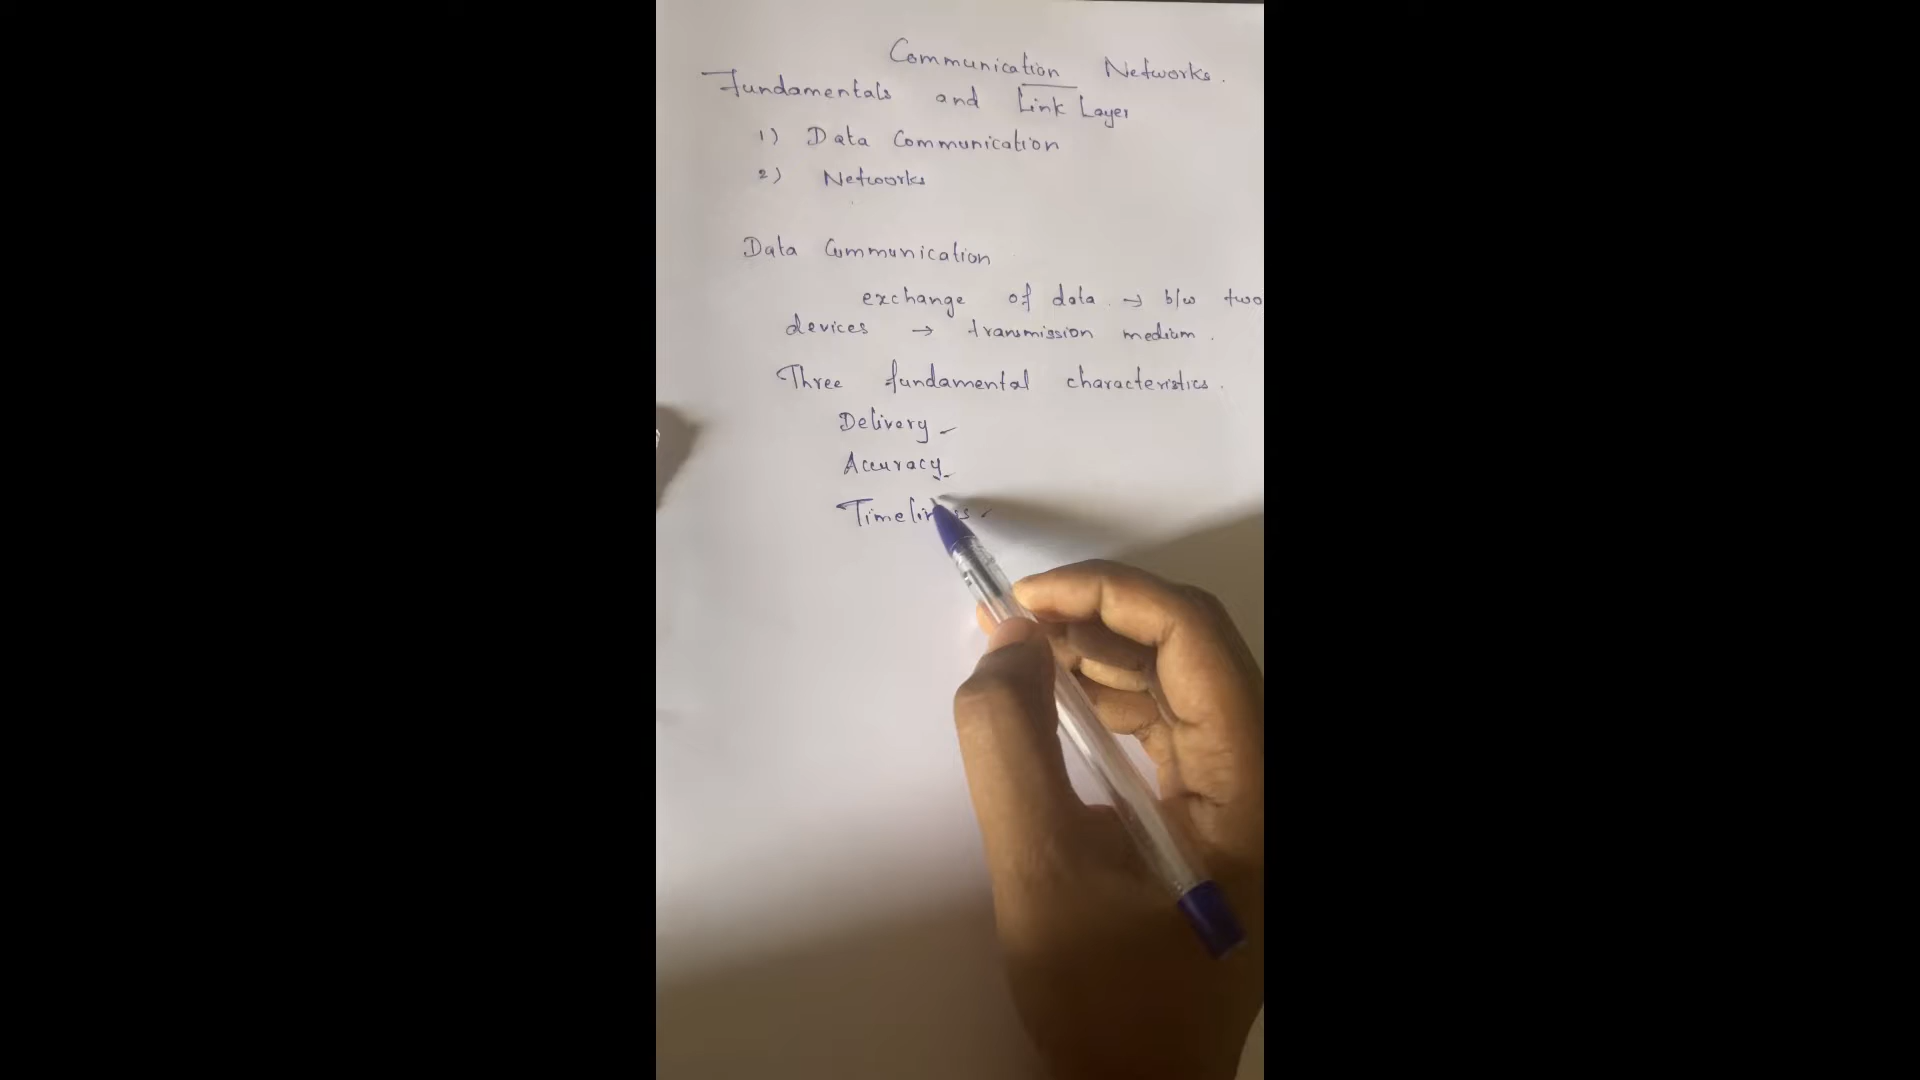 Communication Networks.
Fundamentals and Link Layer
1) Data Communication
2) Networks
Data Communication
exchange of data → b/w two
devices → transmission medium.
Three fundamental characteristics.
Delivery
Accuracy